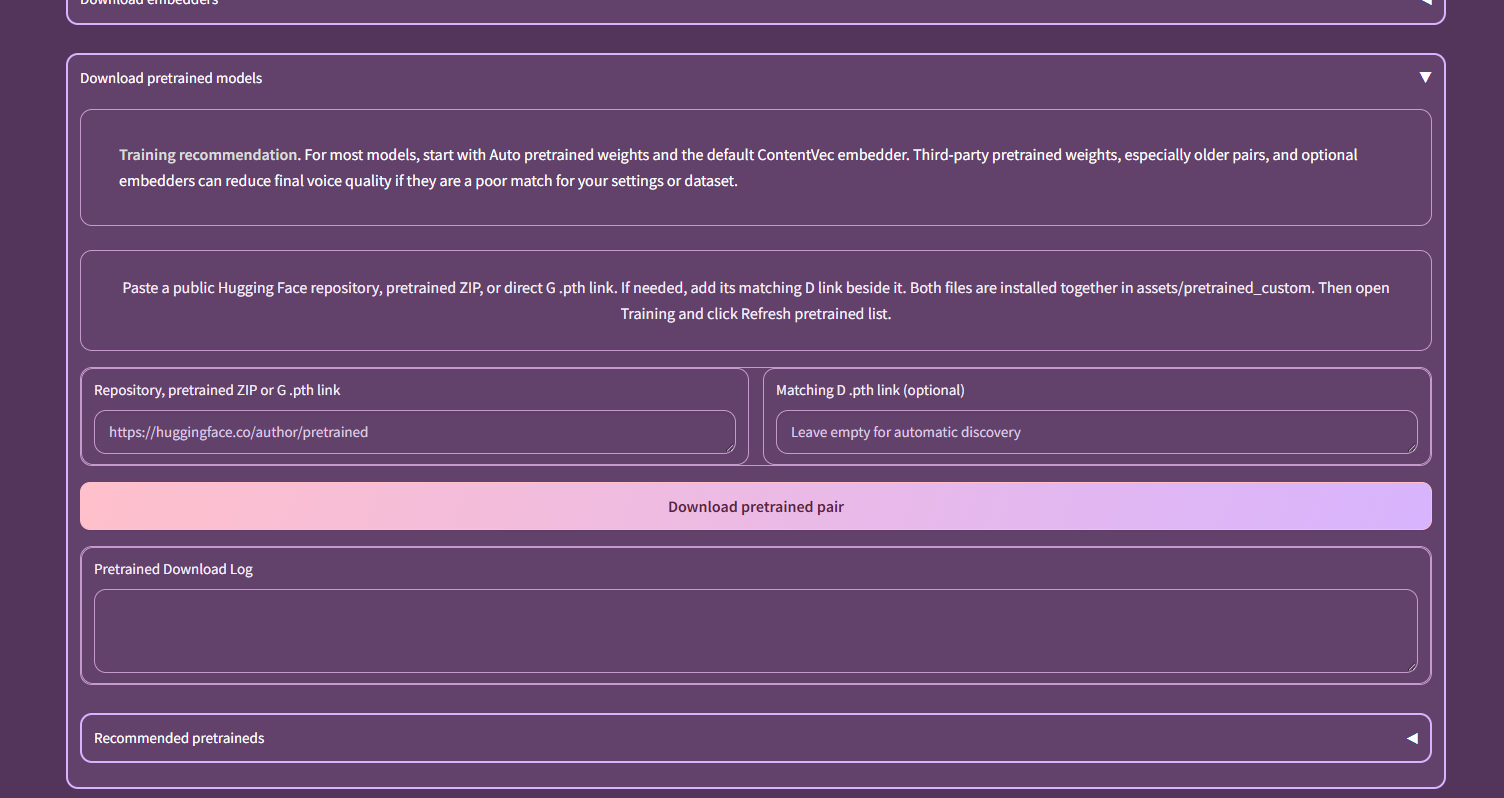 Download embedders
Download pretrained models
Training recommendation. For most models, start with Auto pretrained weights and the default ContentVec embedder. Third-party pretrained weights, especially older pairs, and optional
embedders can reduce final voice quality if they are a poor match for your settings or dataset.
Paste a public Hugging Face repository, pretrained ZIP, or direct G .pth link. If needed, add its matching D link beside it. Both files are installed together in assets/pretrained_custom. Then open
Training and click Refresh pretrained list.
Repository, pretrained ZIP or G .pth link
https://huggingface.co/author/pretrained
Matching D .pth link (optional)
Leave empty for automatic discovery
Download pretrained pair
Pretrained Download Log
Recommended pretraineds